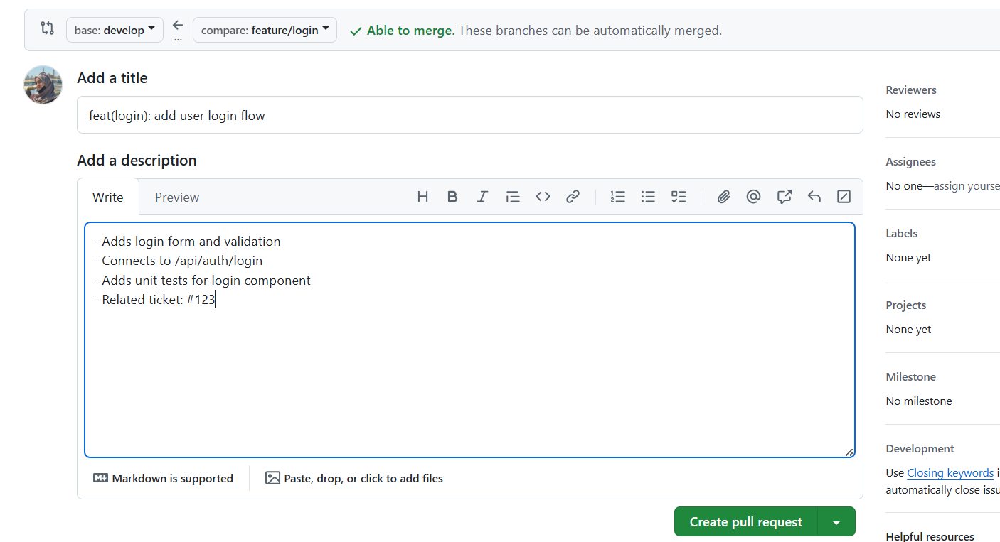 base: develop
...
compare: feature/login
Able to merge. These branches can be automatically merged.
Add a title
feat(login): add user login flow
Add a description
Write Preview
- Adds login form and validation
- Connects to /api/auth/login
- Adds unit tests for login component
- Related ticket: #123
Markdown is supported
Paste, drop, or click to add files
Create pull request
Reviewers
No reviews
Assignees
No one—assign yourse
Labels
None yet
Projects
None yet
Milestone
No milestone
Development
Use Closing keywords i
automatically close issu
Helpful resources